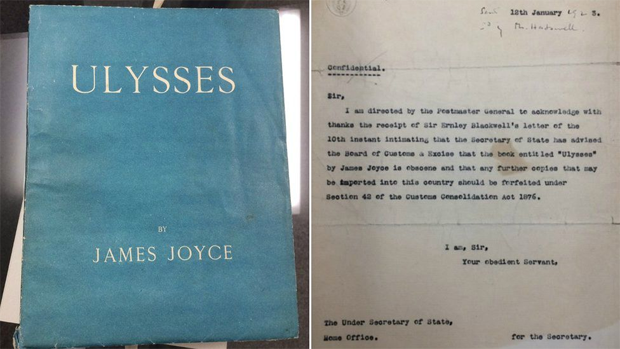 ULYSSES
BY
JAMES JOYCE
12th January 192 3.
Confidential.
Sir,
I am directed by the Postmaster General to acknowledge with
thanks the receipt of Sir Ernley Blackwell's letter of the
10th instant intimating that the Secretary of State has advised
the Board of Customs & Excise that the book entitled "Ulysses"
by James Joyce is obscene and that any further copies that may
be imported into this country should be forfeited under
Section 42 of the Customs Consolidation Act 1876.
I am, Sir,
Your obedient Servant,
The Under Secretary of State,
Home Office.
for the Secretary.